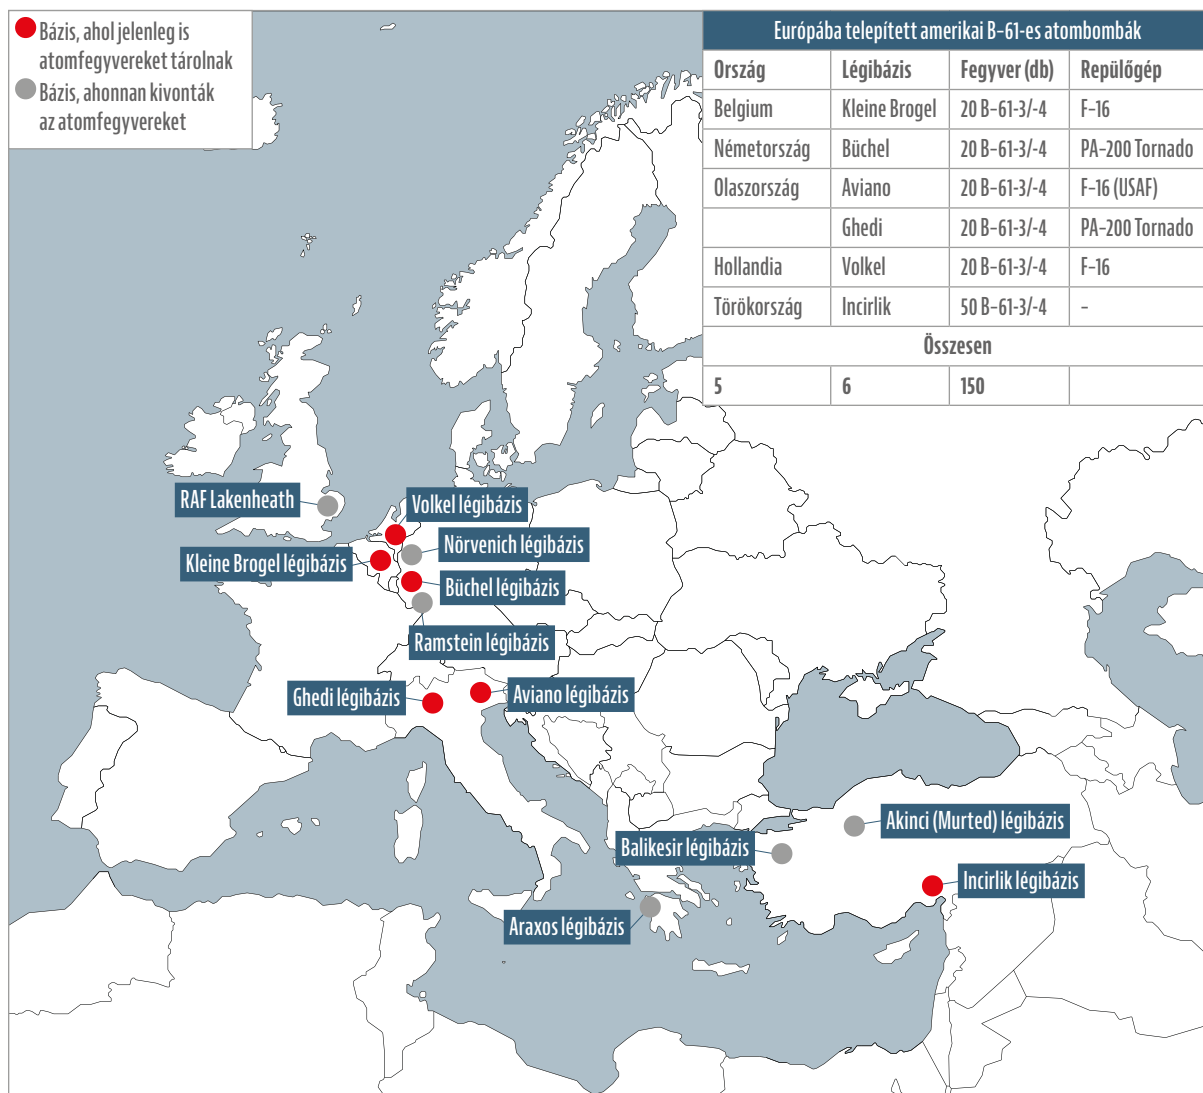 Bázis, ahol jelenleg is
atomfegyvereket tárolnak
Bázis, ahonnan kivonták
az atomfegyvereket
Európába telepített amerikai B-61-es atombombák
Ország Légibázis Fegyver (db) Repülőgép
Belgium Kleine Brogel 20 B-61-3/-4 F-16
Németország Büchel 20 B-61-3/-4 PA-200 Tornado
Olaszország Aviano 20 B-61-3/-4 F-16 (USAF)
Ghedi 20 B-61-3/-4 PA-200 Tornado
Hollandia Volkel 20 B-61-3/-4 F-16
Törökország Incirlik 50 B-61-3/-4 -
Összesen
5 6 150
RAF Lakenheath
Volkel légibázis
Nörvenich légibázis
Kleine Brogel légibázis
Büchel légibázis
Ramstein légibázis
Ghedi légibázis
Aviano légibázis
Akinci (Murted) légibázis
Balikesir légibázis
Incirlik légibázis
Araxos légibázis